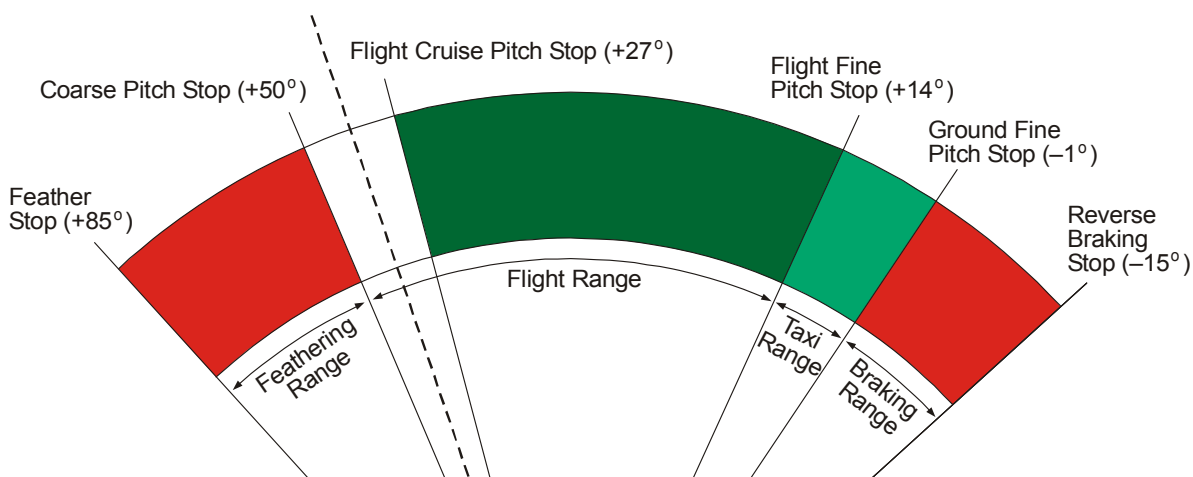 Flight Cruise Pitch Stop (+27°)
Coarse Pitch Stop (+50°)
Flight Fine
Pitch Stop (+14°)
Ground Fine
Pitch Stop (–1°)
Feather
Stop (+85°)
Reverse
Braking
Stop (–15°)
Flight Range
Feathering
Range
Taxi
Range
Braking
Range